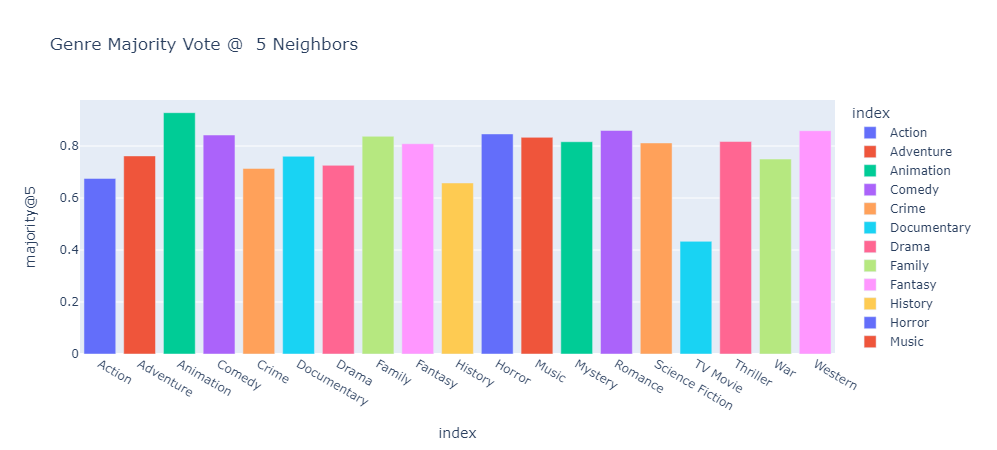 Genre Majority Vote @  5 Neighbors
majority@5
0.8
0.6
0.4
0.2
0
Action
Adventure
Animation
Comedy
Crime
Documentary
Drama
Family
Fantasy
History
Horror
Music
Mystery
Romance
Science Fiction
TV Movie
Thriller
War
Western
index
index
Action
Adventure
Animation
Comedy
Crime
Documentary
Drama
Family
Fantasy
History
Horror
Music